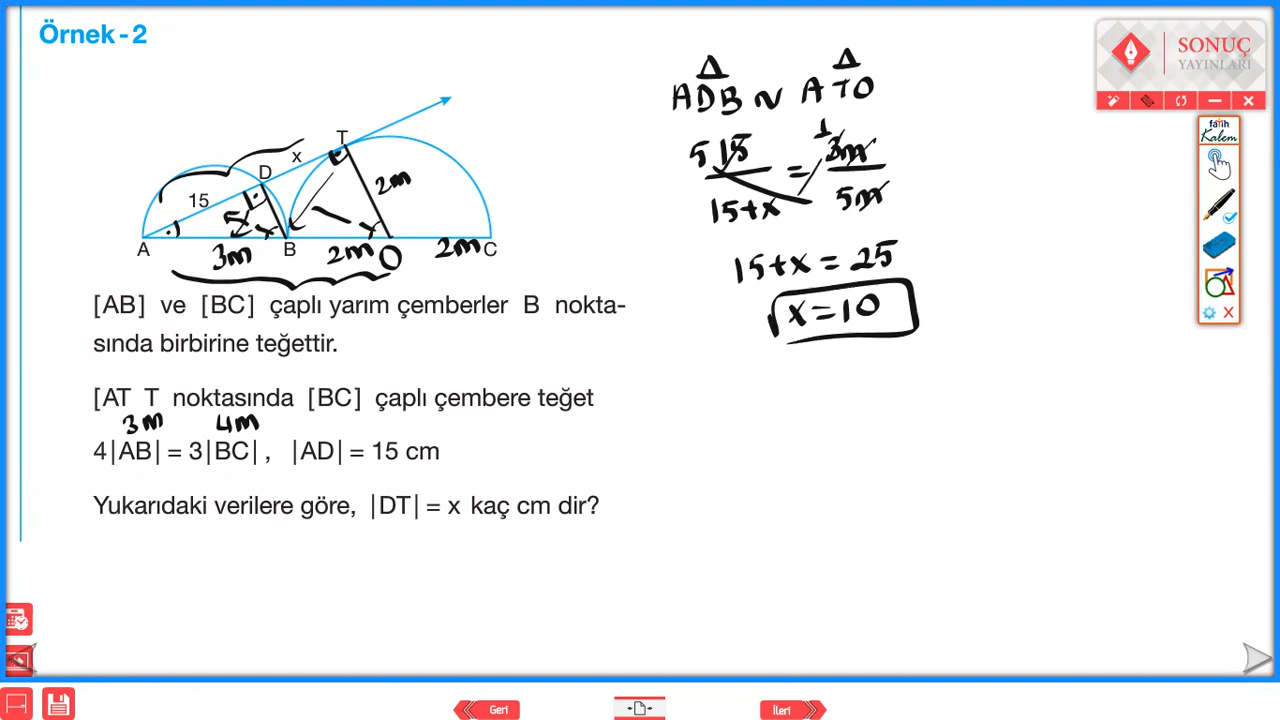 Örnek - 2
SONUÇ
YAYINLARI
fatih
Kalem
T
x
D
2m
15
A
3m
B
2m
O
2m
C
[AB] ve [BC] çaplı yarım çemberler B nokta-
sında birbirine teğettir.
[AT T noktasında [BC] çaplı çembere teğet
3m 4m
4|AB| = 3|BC| , |AD| = 15 cm
Yukarıdaki verilere göre, |DT| = x kaç cm dir?
Δ Δ
ADB ~ ATO
5 15 = 1 3m
15+x 5m
15+x = 25
x = 10
Geri
İleri